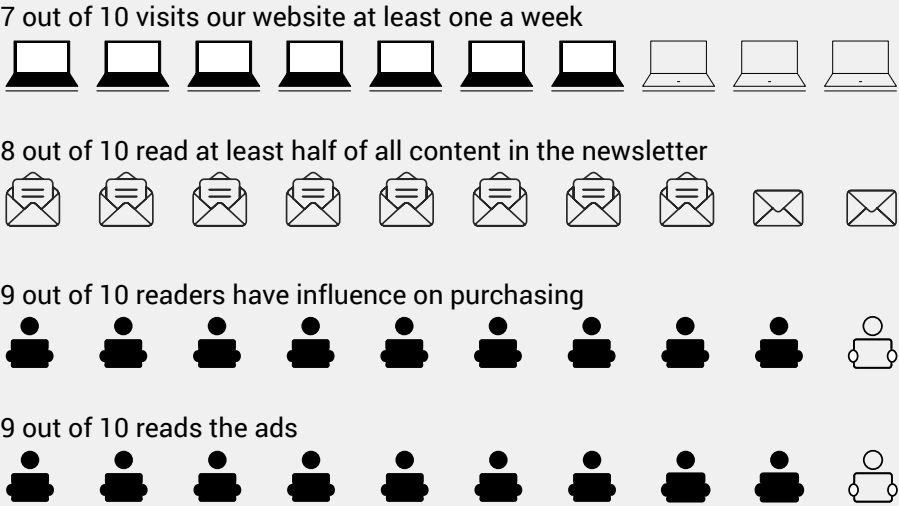 7 out of 10 visits our website at least one a week
8 out of 10 read at least half of all content in the newsletter
9 out of 10 readers have influence on purchasing
9 out of 10 reads the ads